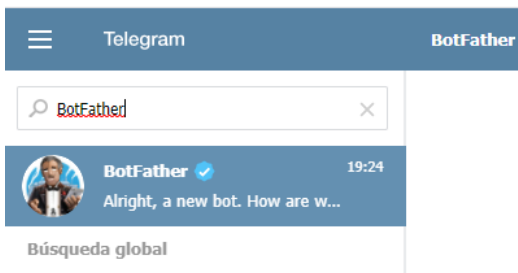 Telegram
BotFather
BotFather
BotFather 19:24
Alright, a new bot. How are w...
Búsqueda global